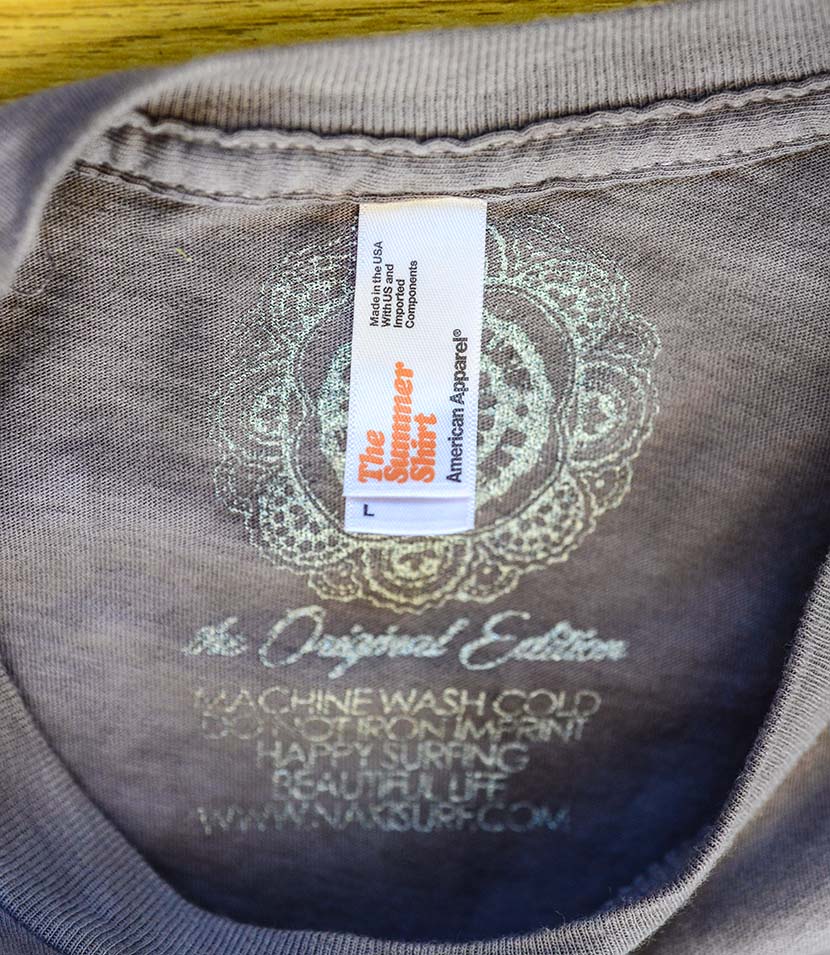 Made in the USA
With US and
Imported
Components
The
Summer
Shirt
American Apparel®
L
the Original Edition
MACHINE WASH COLD
DO NOT IRON IMPRINT
HAPPY SURFING
BEAUTIFUL LIFE
WWW.NAKISURF.COM